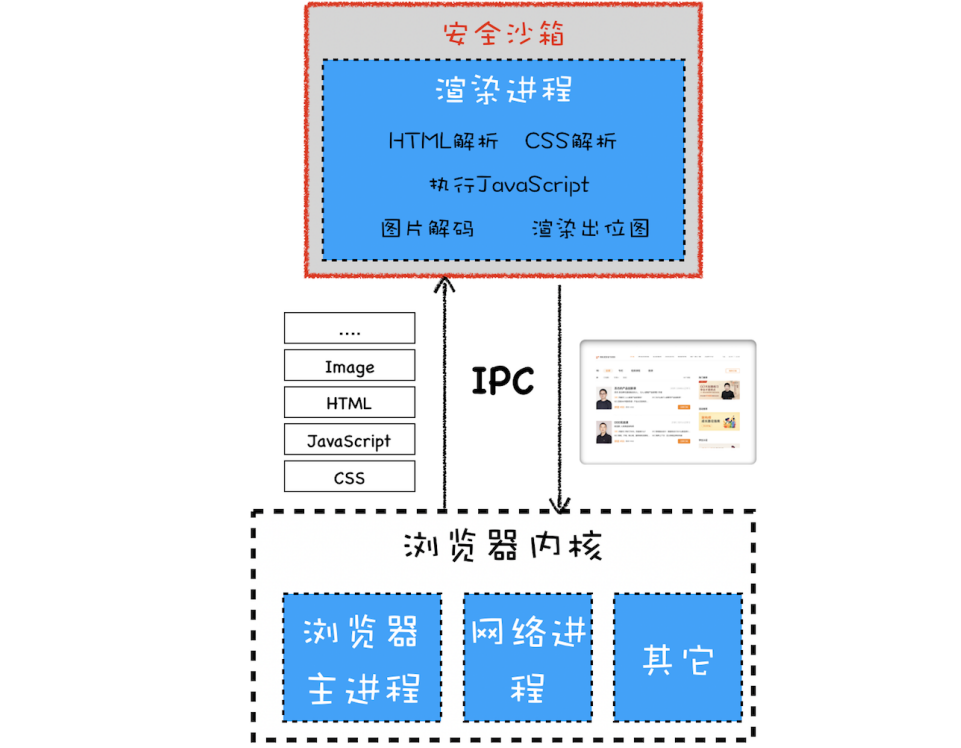 安全沙箱
渲染进程
HTML解析 CSS解析
执行JavaScript
图片解码 渲染出位图
....
Image
HTML
JavaScript
CSS
IPC
浏览器内核
浏览器
主进程
网络进
程
其它